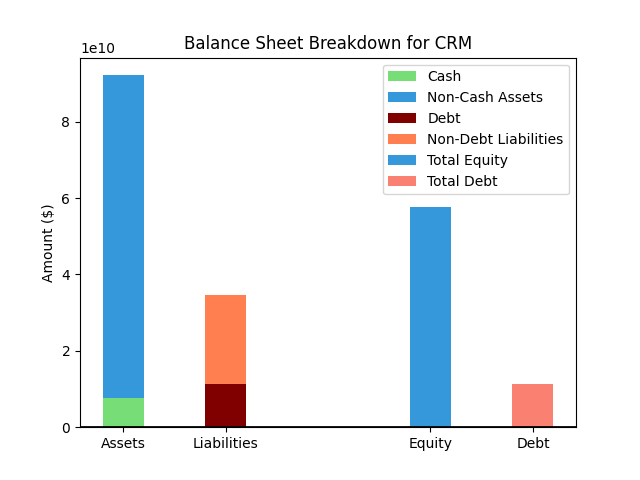 Balance Sheet Breakdown for CRM
1e10
Cash
Non-Cash Assets
Debt
Non-Debt Liabilities
Total Equity
Total Debt
8
6
4
2
0
Amount ($)
Assets Liabilities Equity Debt